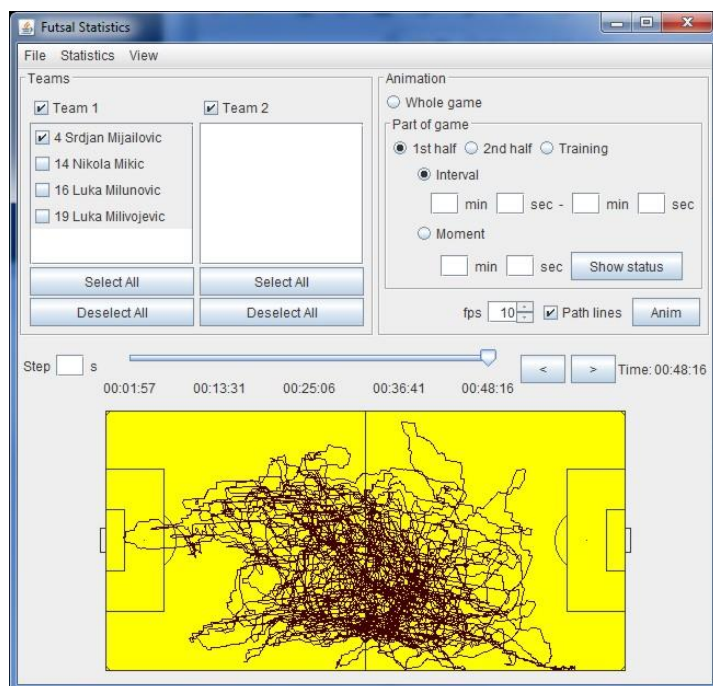 Futsal Statistics
File Statistics View
Teams
Team 1
Team 2
4 Srdjan Mijailovic
14 Nikola Mikic
16 Luka Milunovic
19 Luka Milivojevic
Select All
Select All
Deselect All
Deselect All
Animation
Whole game
Part of game
1st half 2nd half Training
Interval
min sec - min sec
Moment
min sec Show status
fps 10 Path lines Anim
Step s < > Time: 00:48:16
00:01:57 00:13:31 00:25:06 00:36:41 00:48:16